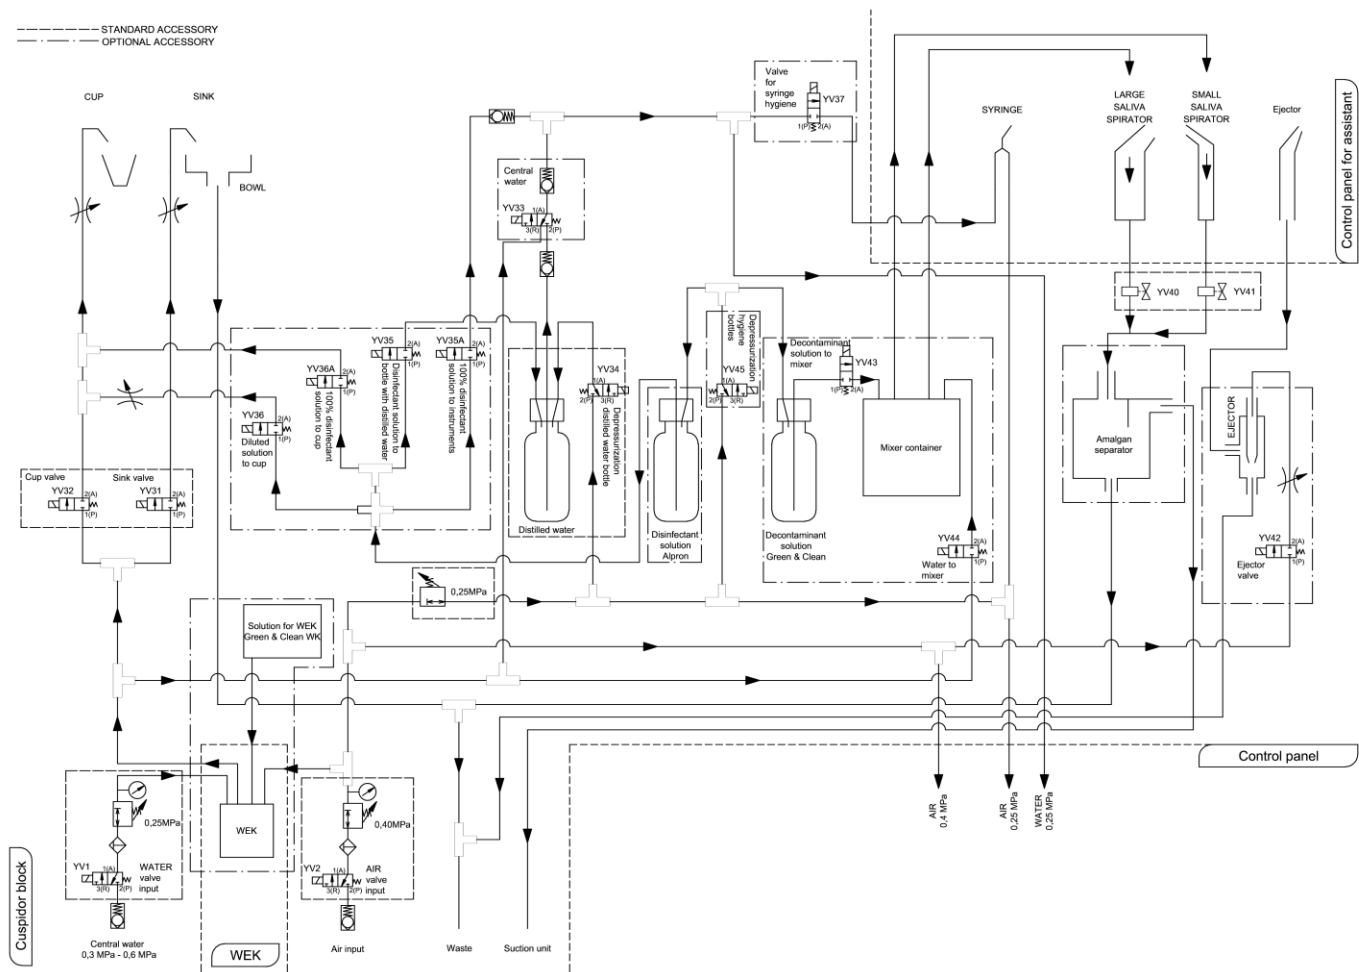 STANDARD ACCESSORY
OPTIONAL ACCESSORY
CUP
SINK
BOWL
Valve
for
syringe
hygiene
YV37
1(P)
2(A)
SYRINGE
LARGE
SALIVA
SPIRATOR
SMALL
SALIVA
SPIRATOR
Ejector
Control panel for assistant
Central
water
YV33
1(A)
3(R)
2(P)
YV40
YV41
YV35
2(A)
1(P)
YV35A
2(A)
1(P)
YV36A
2(A)
1(P)
YV36
2(A)
1(P)
Diluted
solution
to cup
100% disinfectant
solution to cup
Disinfectant solution to
bottle with distilled water
100% disinfectant
solution to instruments
YV34
1(A)
2(P)
3(R)
Depressurization
distilled water bottle
Distilled water
YV45
1(A)
2(P)
3(R)
Depressurization
hygiene
bottles
Disinfectant
solution
Alpron
Decontaminant
solution to
mixer
YV43
1(P)
2(A)
Decontaminant
solution
Green & Clean
Mixer container
YV44
2(A)
1(P)
Water to
mixer
Amalgan
separator
EJECTOR
YV42
2(A)
1(P)
Ejector
valve
Cup valve
YV32
2(A)
1(P)
Sink valve
YV31
2(A)
1(P)
0,25MPa
Solution for WEK
Green & Clean WK
Control panel
AIR
0,4 MPa
AIR
0,25 MPa
WATER
0,25 MPa
0,25MPa
WEK
0,40MPa
YV1
1(A)
3(R)
2(P)
WATER
valve
input
YV2
1(A)
3(R)
2(P)
AIR
valve
input
Cuspidor block
Central water
0,3 MPa - 0,6 MPa
WEK
Air input
Waste
Suction unit